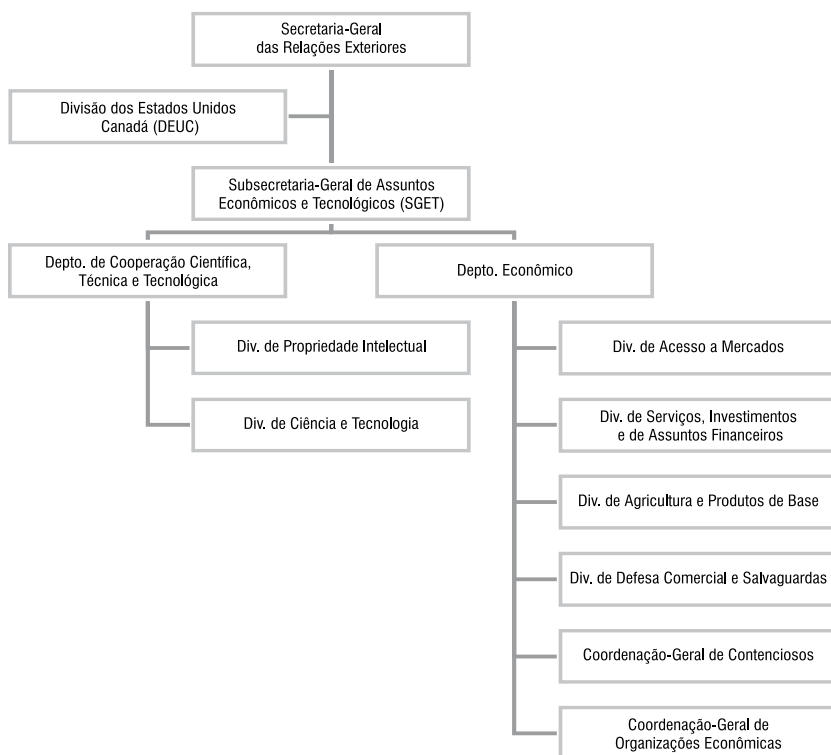 Secretaria-Geral
das Relações Exteriores
Divisão dos Estados Unidos
Canadá (DEUC)
Subsecretaria-Geral de Assuntos
Econômicos e Tecnológicos (SGET)
Depto. de Cooperação Científica,
Técnica e Tecnológica
Depto. Econômico
Div. de Propriedade Intelectual
Div. de Ciência e Tecnologia
Div. de Acesso a Mercados
Div. de Serviços, Investimentos
e de Assuntos Financeiros
Div. de Agricultura e Produtos de Base
Div. de Defesa Comercial e Salvaguardas
Coordenação-Geral de Contenciosos
Coordenação-Geral de
Organizações Econômicas